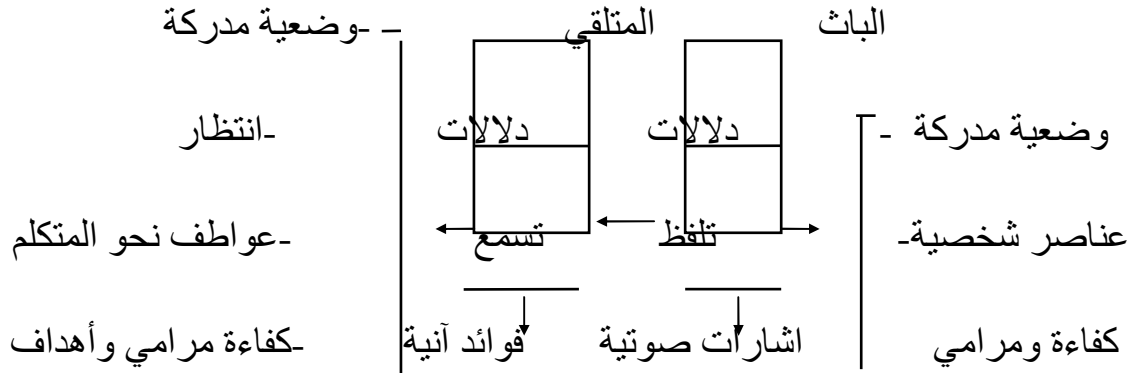 الباث المتلقي - -وضعية مدركة
وضعية مدركة - دلالات دلالات -انتظار
عناصر شخصية- تلفظ تسمع -عواطف نحو المتكلم
كفاءة ومرامي اشارات صوتية فوائد آنية -كفاءة مرامي وأهداف